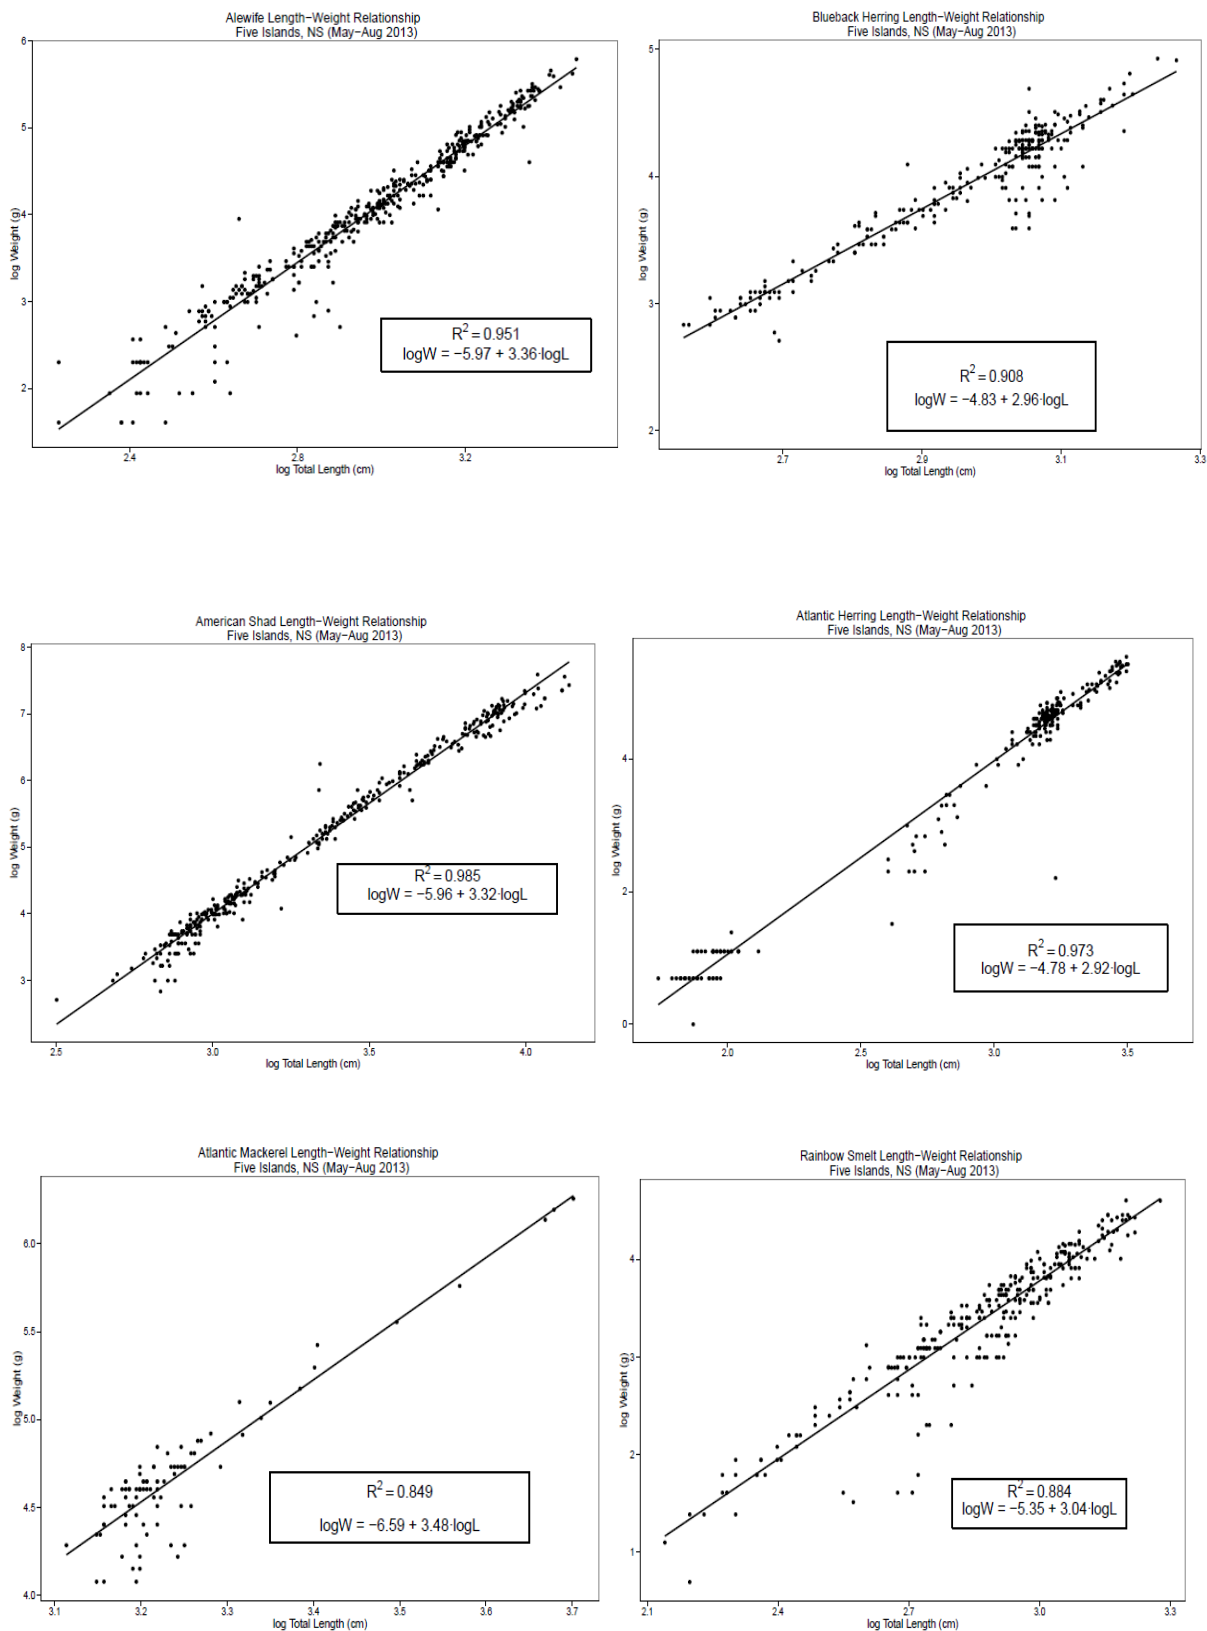 Alewife Length−Weight Relationship
Five Islands, NS (May−Aug 2013)
log Weight (g)
6
5
4
3
2
R² = 0.951
logW = −5.97 + 3.36·logL
2.4
2.8
3.2
log Total Length (cm)
Blueback Herring Length−Weight Relationship
Five Islands, NS (May−Aug 2013)
log Weight (g)
5
4
3
2
R² = 0.908
logW = −4.83 + 2.96·logL
2.7
2.9
3.1
3.3
log Total Length (cm)
American Shad Length−Weight Relationship
Five Islands, NS (May−Aug 2013)
log Weight (g)
8
7
6
5
4
3
R² = 0.985
logW = −5.96 + 3.32·logL
2.5
3.0
3.5
4.0
log Total Length (cm)
Atlantic Herring Length−Weight Relationship
Five Islands, NS (May−Aug 2013)
log Weight (g)
4
2
0
R² = 0.973
logW = −4.78 + 2.92·logL
2.0
2.5
3.0
3.5
log Total Length (cm)
Atlantic Mackerel Length−Weight Relationship
Five Islands, NS (May−Aug 2013)
log Weight (g)
6.0
5.5
5.0
4.5
4.0
R² = 0.849
logW = −6.59 + 3.48·logL
3.1
3.2
3.3
3.4
3.5
3.6
3.7
log Total Length (cm)
Rainbow Smelt Length−Weight Relationship
Five Islands, NS (May−Aug 2013)
log Weight (g)
4
3
2
1
R² = 0.884
logW = −5.35 + 3.04·logL
2.1
2.4
2.7
3.0
3.3
log Total Length (cm)